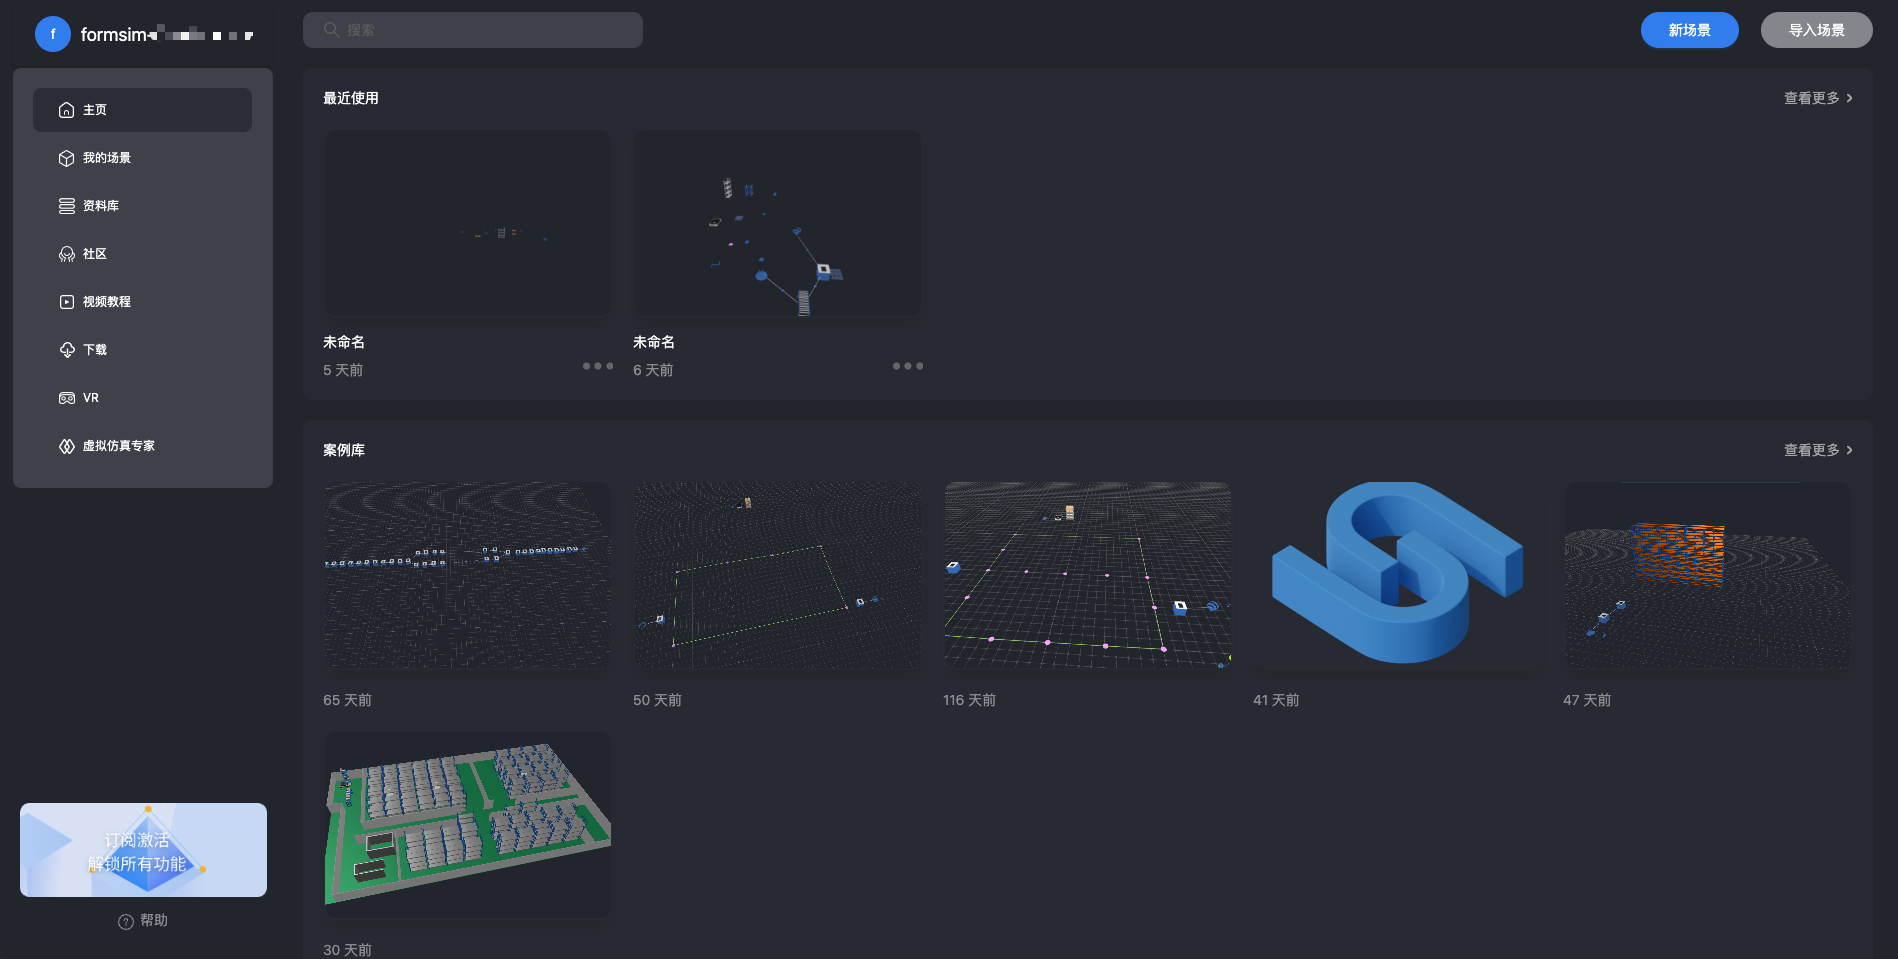 f
formsim-
搜索
新场景
导入场景
主页
我的场景
资料库
社区
视频教程
下载
VR
虚拟仿真专家
订阅激活
解锁所有功能
帮助
最近使用
查看更多
未命名
5 天前
未命名
6 天前
案例库
查看更多
65 天前
50 天前
116 天前
41 天前
47 天前
30 天前